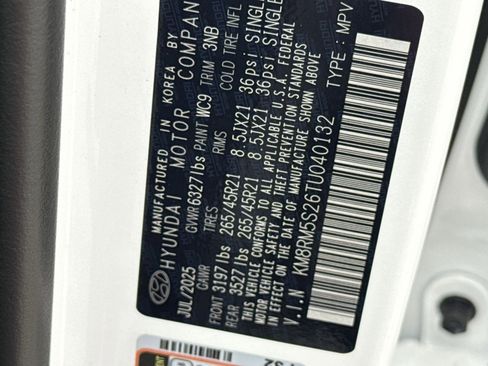 MANUFACTURED IN KOREA BY
HYUNDAI MOTOR COMPAN
JUL/2025 GVWR 6327lbs PAINT WC9 TRIM 3NB
GAWR TIRES RIMS COLD TIRE INFL
FRONT 3197lbs 265/45R21 8.5JX21 36psi SINGL
REAR 3527lbs 265/45R21 8.5JX21 36psi SINGLE
THIS VEHICLE CONFORMS TO ALL APPLICABLE U.S.A. FEDERAL
MOTOR VEHICLE SAFETY AND THEFT PREVENTION STANDARDS
IN EFFECT ON THE DATE OF MANUFACTURE SHOWN ABOVE
V.I.N KM8RM5S26TU040132 TYPE : MPV